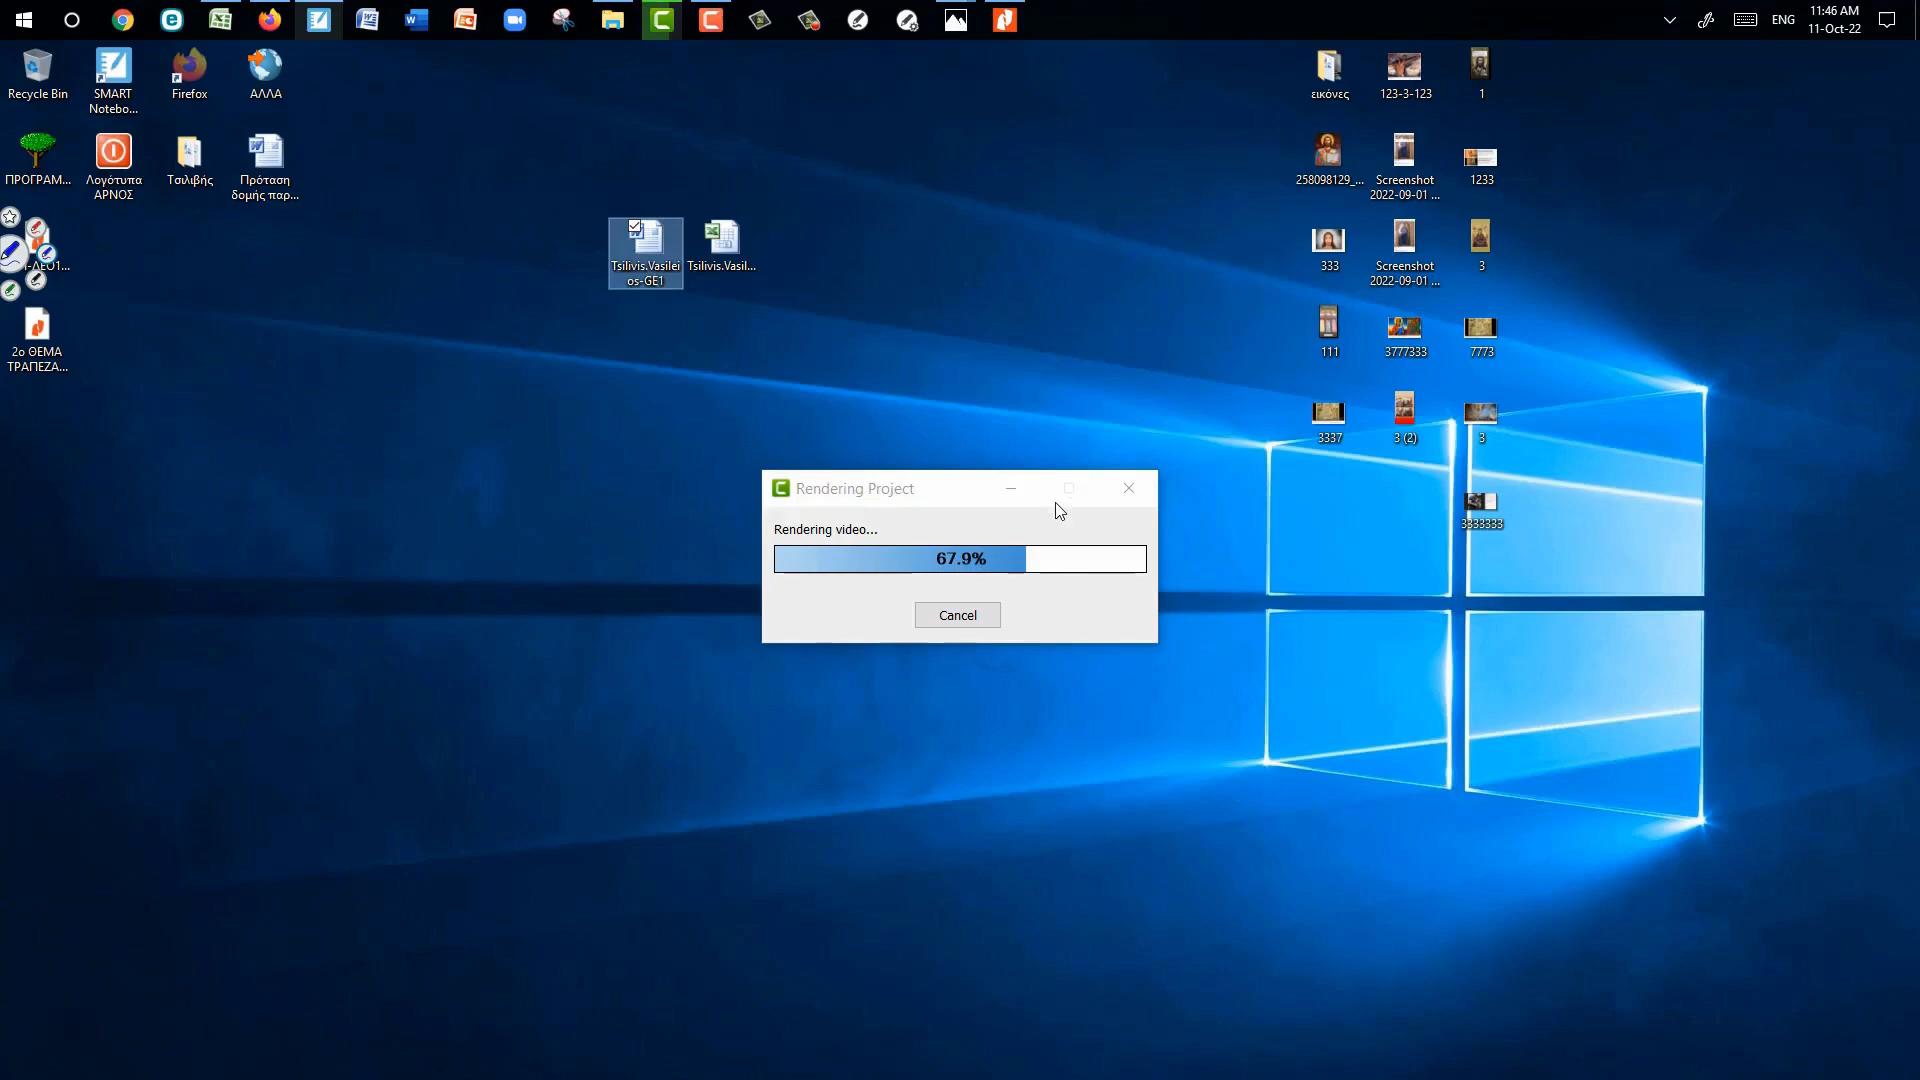 ENG
11:46 AM
11-Oct-22
Recycle Bin
SMART
Notebo...
Firefox
ΑΛΛΑ
εικόνες
123-3-123
1
ΠΡΟΓΡΑΜ...
Λογότυπα
ΑΡΝΟΣ
Τσιλιβής
Πρόταση
δομής παρ...
258098129_...
Screenshot
2022-09-01 ...
1233
Tsilivis.Vasilei
os-GE1
Tsilivis.Vasil...
333
Screenshot
2022-09-01 ...
3
2ο ΘΕΜΑ
ΤΡΑΠΕΖΑ...
111
3777333
7773
3337
3 (2)
3
3333333
Rendering Project
Rendering video...
67.9%
Cancel